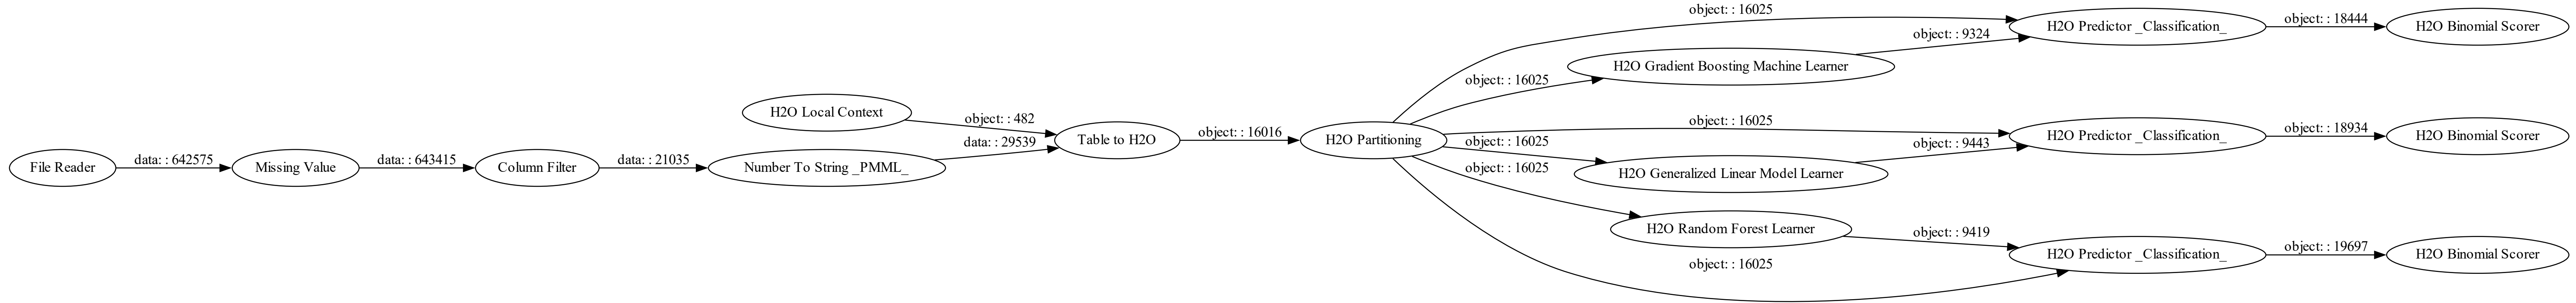 File Reader
data: : 642575
Missing Value
data: : 643415
Column Filter
data: : 21035
Number To String _PMML_
data: : 29539
H2O Local Context
object: : 482
Table to H2O
object: : 16016
H2O Partitioning
object: : 16025
object: : 16025
H2O Gradient Boosting Machine Learner
object: : 9324
H2O Predictor _Classification_
object: : 18444
H2O Binomial Scorer
object: : 16025
object: : 16025
H2O Generalized Linear Model Learner
object: : 9443
H2O Predictor _Classification_
object: : 18934
H2O Binomial Scorer
object: : 16025
H2O Random Forest Learner
object: : 9419
object: : 16025
H2O Predictor _Classification_
object: : 19697
H2O Binomial Scorer